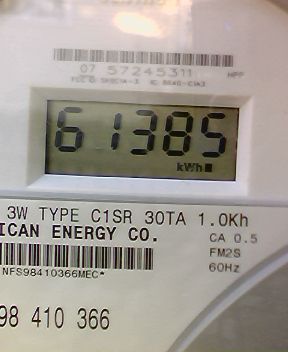 07 57245311 HPP
61385
kWh
3W TYPE C1SR 30TA 1.0Kh
ICAN ENERGY CO.
CA 0.5
FM2S
60Hz
NFS98410366MEC*
98 410 366